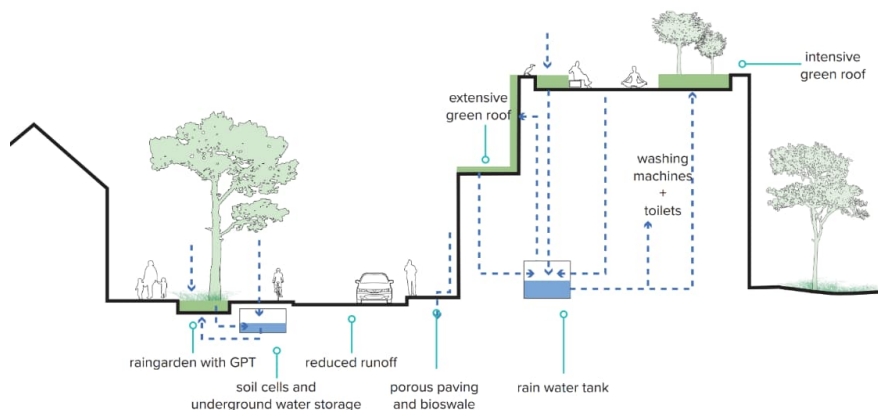 intensive
green roof
extensive
green roof
washing
machines
+
toilets
raingarden with GPT
reduced runoff
soil cells and
underground water storage
porous paving
and bioswale
rain water tank